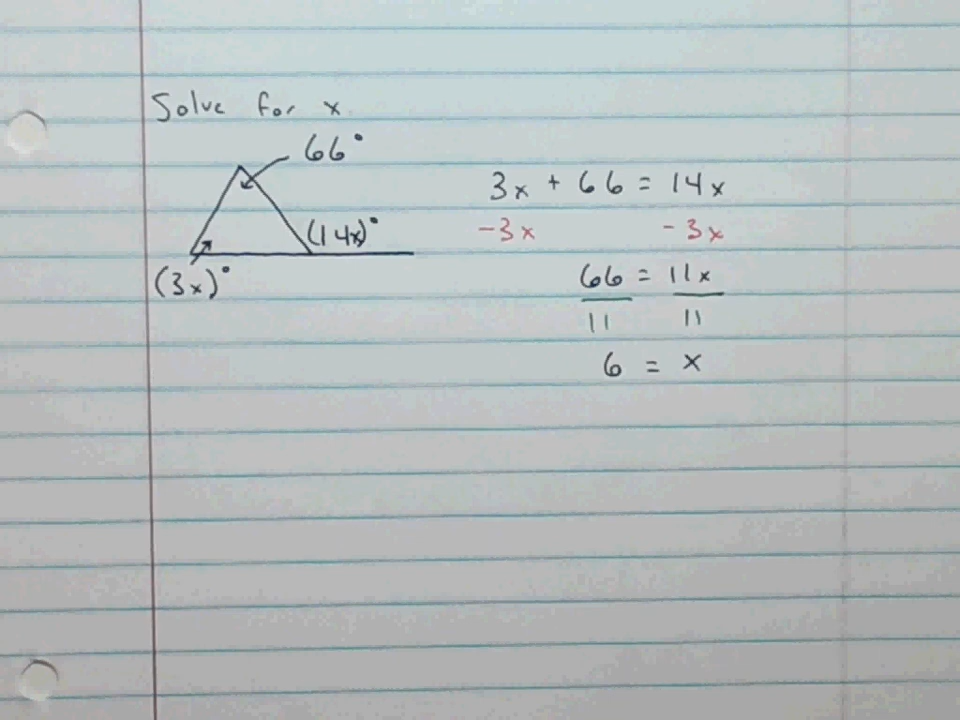 Solve for x
66°
(14x)°
(3x)°
3x + 66 = 14x
-3x -3x
66 = 11x
11 11
6 = x